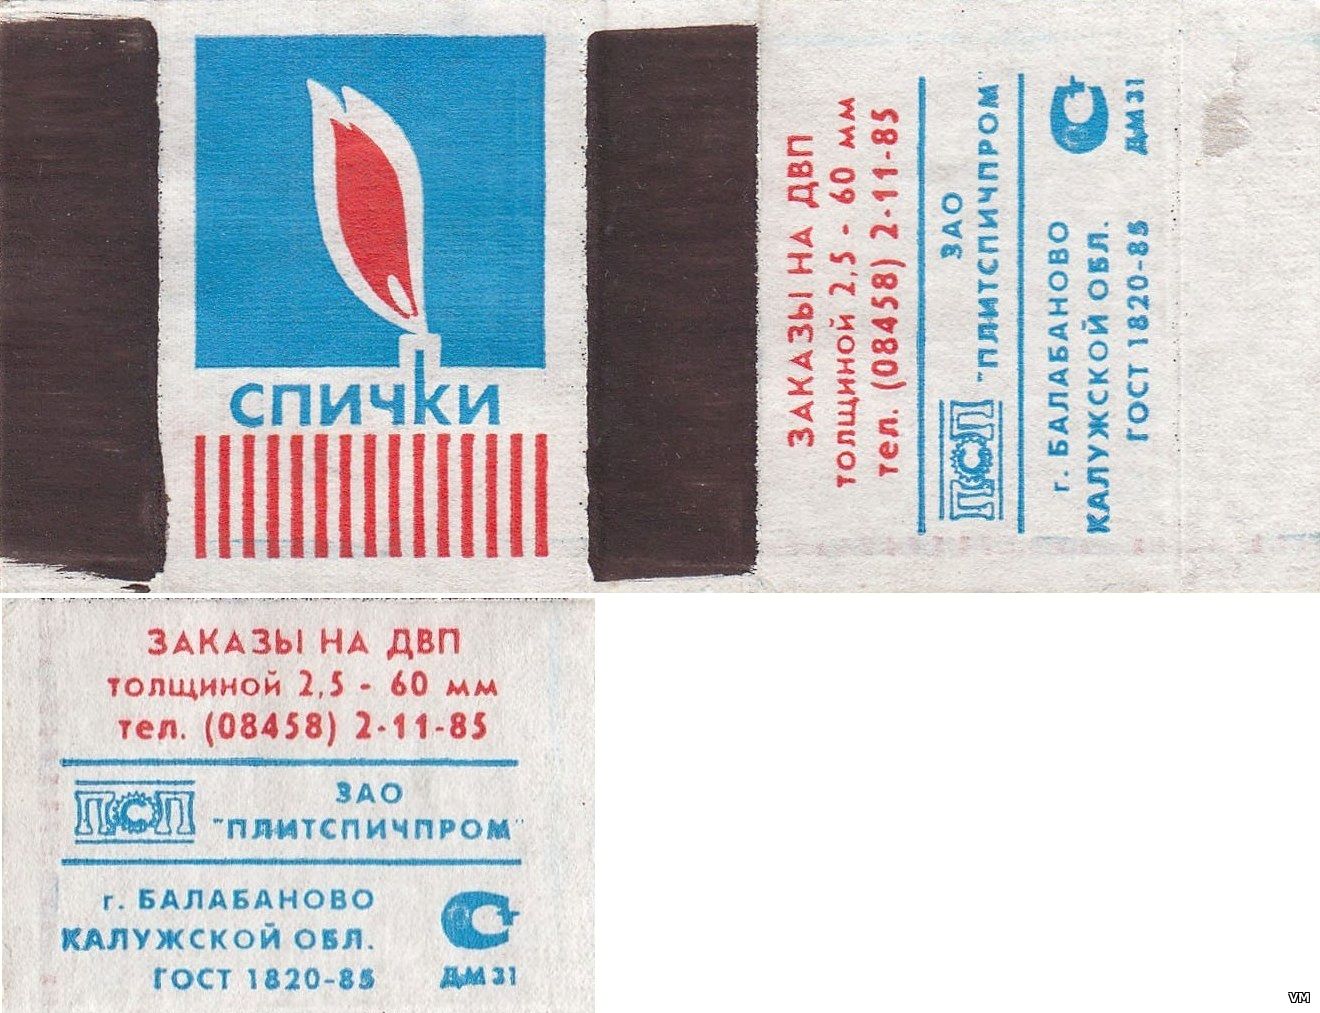 спички
ЗАКАЗЫ НА ДВП
толщиной 2,5 - 60 мм
тел. (08458) 2-11-85
ПСП
ЗАО
"ПЛИТСПИЧПРОМ"
г. БАЛАБАНОВО
КАЛУЖСКОЙ ОБЛ.
ГОСТ 1820-85
ДМ 31
ЗАКАЗЫ НА ДВП
толщиной 2,5 - 60 мм
тел. (08458) 2-11-85
ПСП
ЗАО
"ПЛИТСПИЧПРОМ"
г. БАЛАБАНОВО
КАЛУЖСКОЙ ОБЛ.
ГОСТ 1820-85
ДМ 31
VM